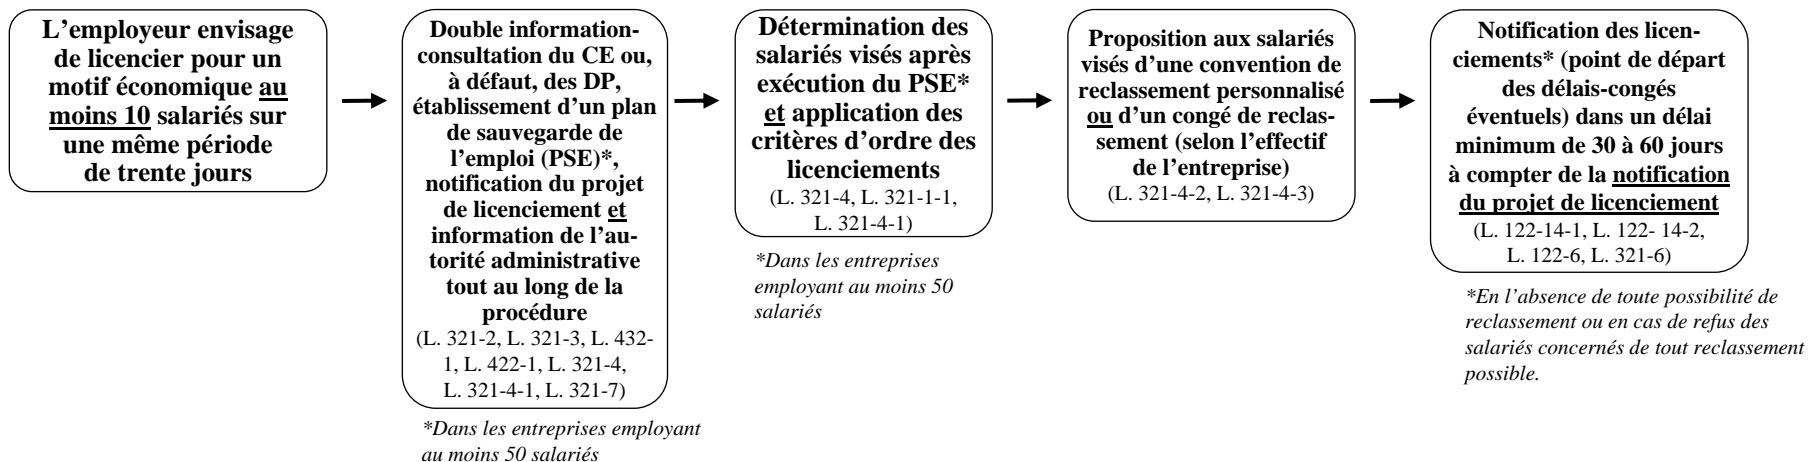 L’employeur envisage
de licencier pour un
motif économique au
moins 10 salariés sur
une même période
de trente jours
Double information-
consultation du CE ou,
à défaut, des DP,
établissement d’un plan
de sauvegarde de
l’emploi (PSE)*,
notification du projet
de licenciement et
information de l’au-
torité administrative
tout au long de la
procédure
(L. 321-2, L. 321-3, L. 432-
1, L. 422-1, L. 321-4,
L. 321-4-1, L. 321-7)
*Dans les entreprises employant
au moins 50 salariés
Détermination des
salariés visés après
exécution du PSE*
et application des
critères d’ordre des
licenciements
(L. 321-4, L. 321-1-1,
L. 321-4-1)
*Dans les entreprises
employant au moins 50
salariés
Proposition aux salariés
visés d’une convention de
reclassement personnalisé
ou d’un congé de reclas-
sement (selon l’effectif
de l’entreprise)
(L. 321-4-2, L. 321-4-3)
Notification des licen-
ciements* (point de départ
des délais-congés
éventuels) dans un délai
minimum de 30 à 60 jours
à compter de la notification
du projet de licenciement
(L. 122-14-1, L. 122- 14-2,
L. 122-6, L. 321-6)
*En l’absence de toute possibilité de
reclassement ou en cas de refus des
salariés concernés de tout reclassement
possible.